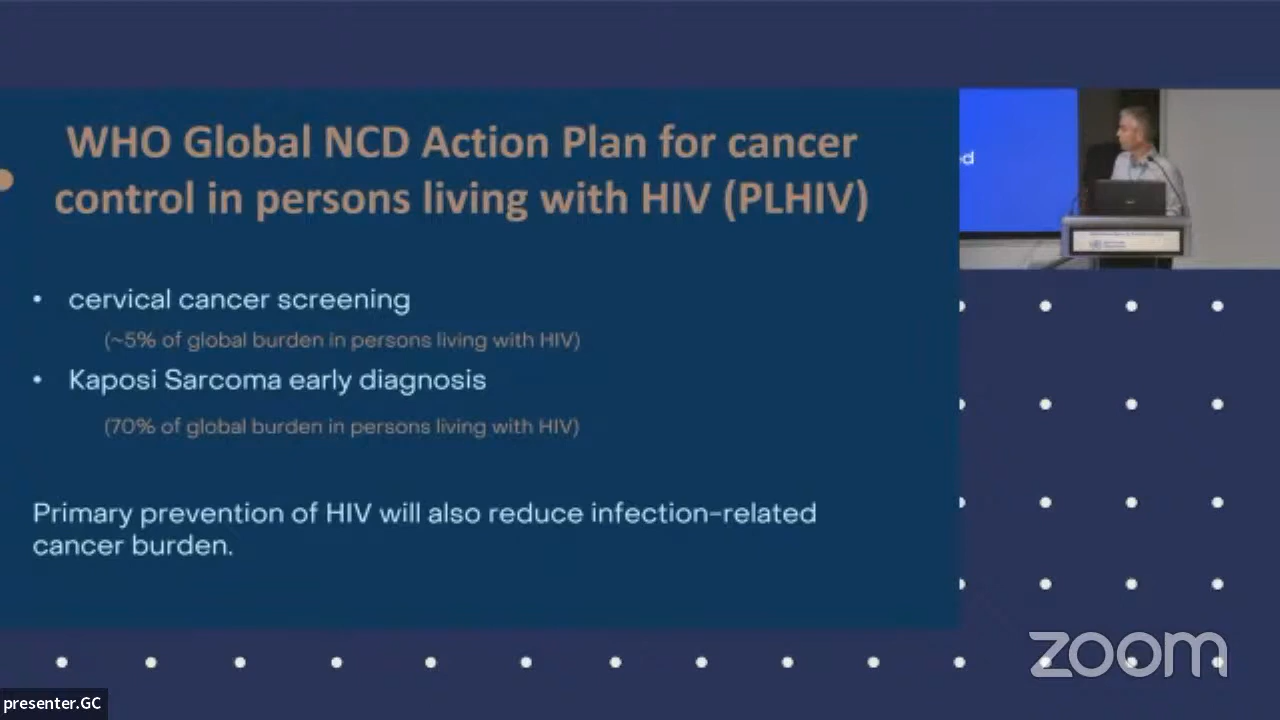 WHO Global NCD Action Plan for cancer
control in persons living with HIV (PLHIV)
• cervical cancer screening
(~5% of global burden in persons living with HIV)
• Kaposi Sarcoma early diagnosis
(70% of global burden in persons living with HIV)
Primary prevention of HIV will also reduce infection-related
cancer burden.
ed
zoom
presenter.GC